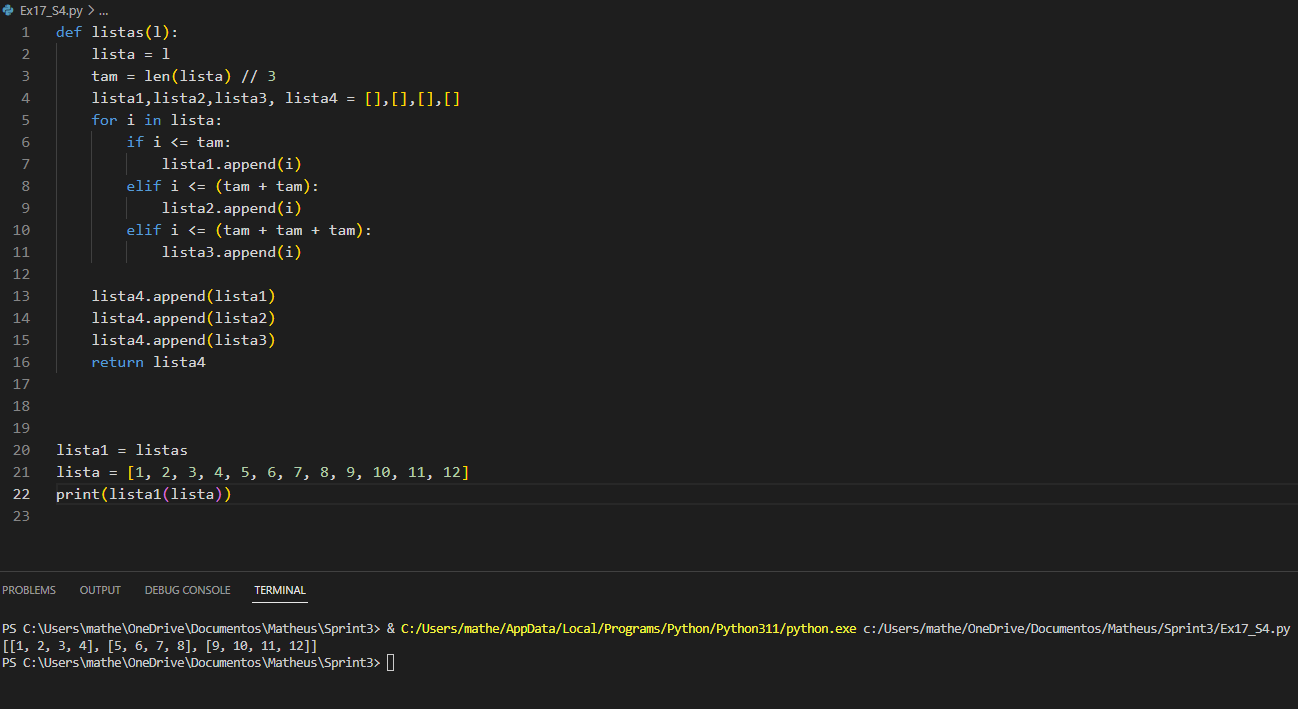 Ex17_S4.py > ...
1 def listas(l):
2     lista = l
3     tam = len(lista) // 3
4     lista1,lista2,lista3, lista4 = [],[],[],[]
5     for i in lista:
6         if i <= tam:
7             lista1.append(i)
8         elif i <= (tam + tam):
9             lista2.append(i)
10         elif i <= (tam + tam + tam):
11             lista3.append(i)
12
13     lista4.append(lista1)
14     lista4.append(lista2)
15     lista4.append(lista3)
16     return lista4
17
18
19
20 lista1 = listas
21 lista = [1, 2, 3, 4, 5, 6, 7, 8, 9, 10, 11, 12]
22 print(lista1(lista))
23
PROBLEMS OUTPUT DEBUG CONSOLE TERMINAL
PS C:\Users\mathe\OneDrive\Documentos\Matheus\Sprint3> & C:/Users/mathe/AppData/Local/Programs/Python/Python311/python.exe c:/Users/mathe/OneDrive/Documentos/Matheus/Sprint3/Ex17_S4.py
[[1, 2, 3, 4], [5, 6, 7, 8], [9, 10, 11, 12]]
PS C:\Users\mathe\OneDrive\Documentos\Matheus\Sprint3>